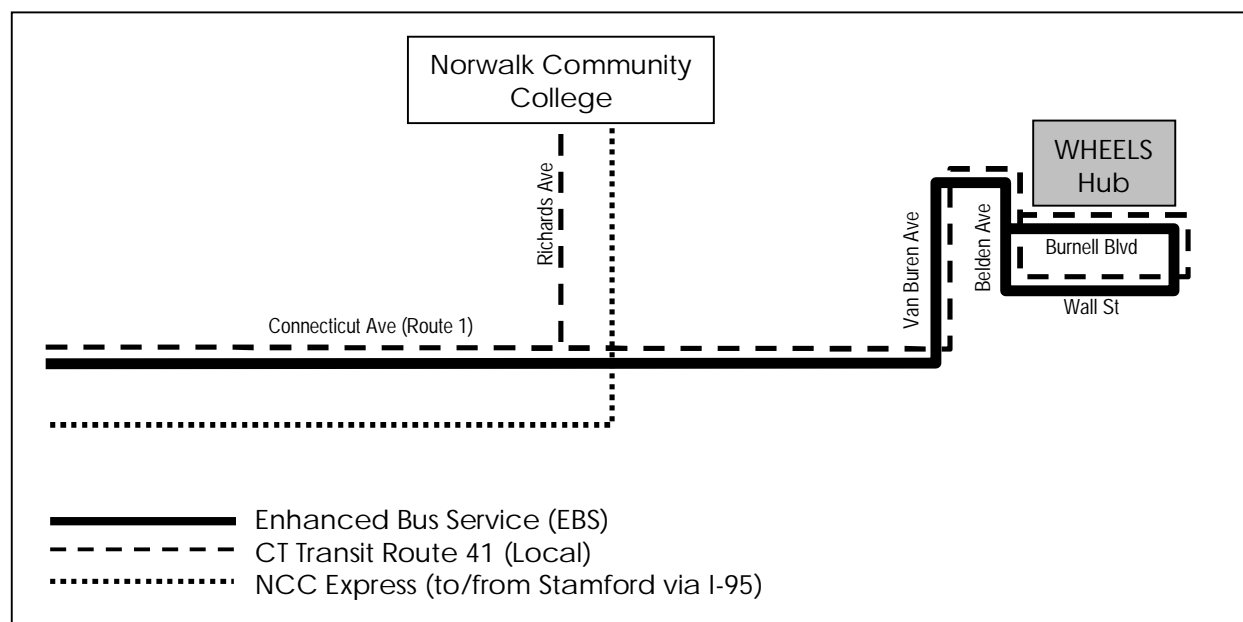 Norwalk Community
College
WHEELS
Hub
Richards Ave
Van Buren Ave
Belden Ave
Burnell Blvd
Wall St
Connecticut Ave (Route 1)
Enhanced Bus Service (EBS)
CT Transit Route 41 (Local)
NCC Express (to/from Stamford via I-95)